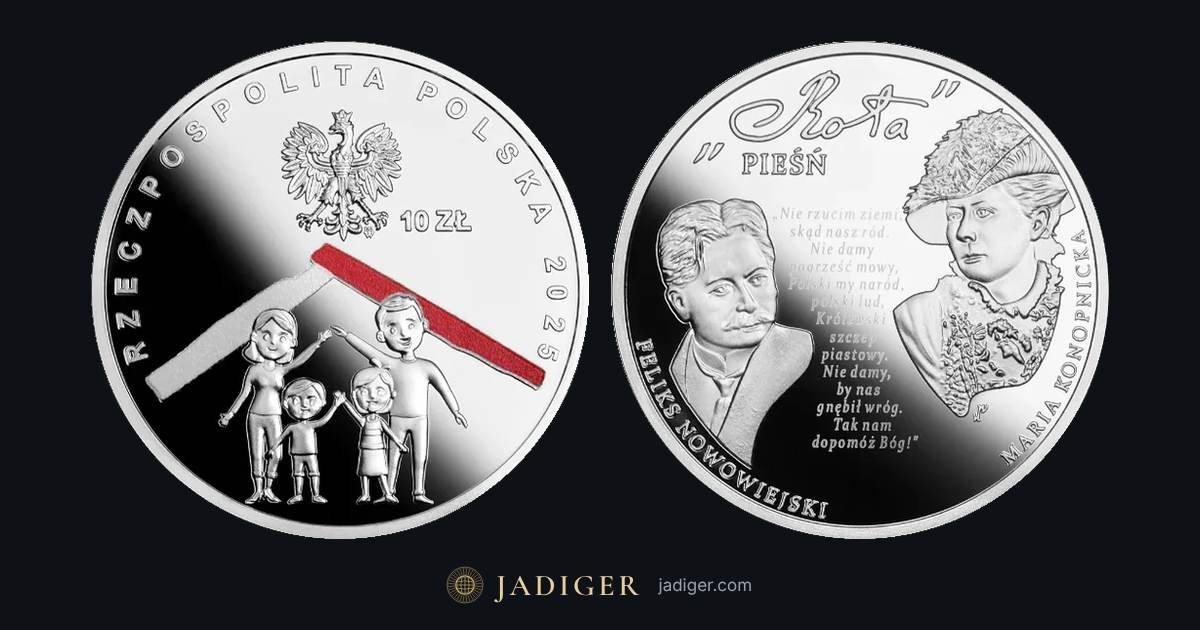 RZECZPOSPOLITA POLSKA 2025
10 ZŁ
„Rota”
PIEŚŃ
„Nie rzucim ziemi,
skąd nasz ród.
Nie damy
pogrześć mowy,
Polski my naród,
polski lud,
Królewski
szczep
piastowy.
Nie damy,
by nas
gnębił wróg.
Tak nam
dopomóż Bóg!”
FELIKS NOWOWIEJSKI
MARIA KONOPNICKA
JADIGER
jadiger.com